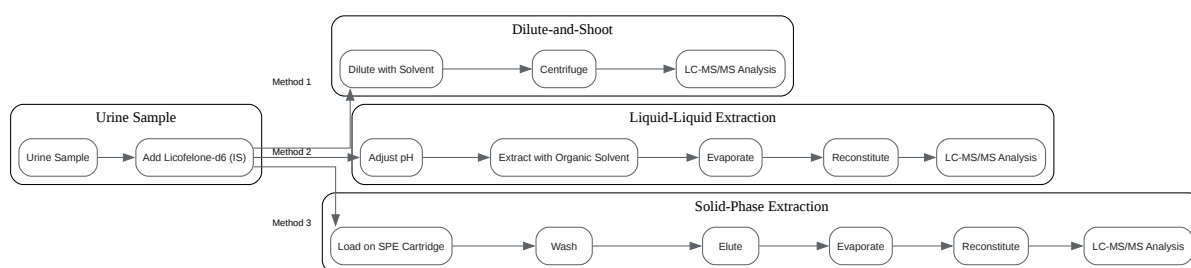 Dilute-and-Shoot
Dilute with Solvent
Centrifuge
LC-MS/MS Analysis
Method 1
Urine Sample
Urine Sample
Add Licofelone-d6 (IS)
Method 2
Liquid-Liquid Extraction
Adjust pH
Extract with Organic Solvent
Evaporate
Reconstitute
LC-MS/MS Analysis
Method 3
Solid-Phase Extraction
Load on SPE Cartridge
Wash
Elute
Evaporate
Reconstitute
LC-MS/MS Analysis